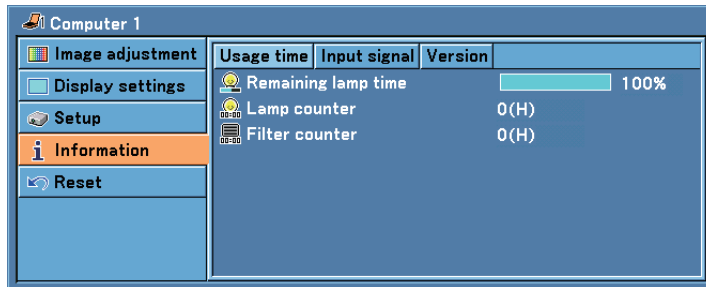 Computer 1
Image adjustment
Display settings
Setup
Information
Reset
Usage time Input signal Version
Remaining lamp time 100%
Lamp counter 0(H)
Filter counter 0(H)